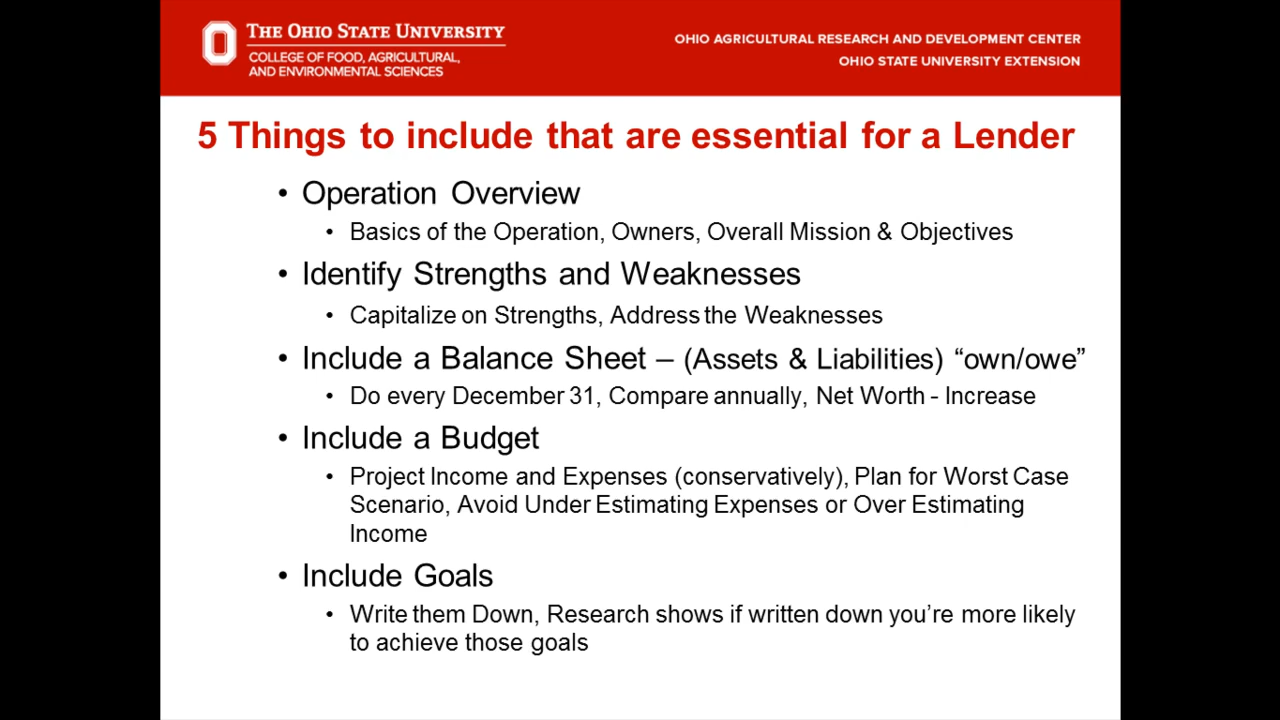 THE OHIO STATE UNIVERSITY
COLLEGE OF FOOD, AGRICULTURAL,
AND ENVIRONMENTAL SCIENCES
OHIO AGRICULTURAL RESEARCH AND DEVELOPMENT CENTER
OHIO STATE UNIVERSITY EXTENSION
5 Things to include that are essential for a Lender
• Operation Overview
• Basics of the Operation, Owners, Overall Mission & Objectives
• Identify Strengths and Weaknesses
• Capitalize on Strengths, Address the Weaknesses
• Include a Balance Sheet – (Assets & Liabilities) “own/owe”
• Do every December 31, Compare annually, Net Worth - Increase
• Include a Budget
• Project Income and Expenses (conservatively), Plan for Worst Case
Scenario, Avoid Under Estimating Expenses or Over Estimating
Income
• Include Goals
• Write them Down, Research shows if written down you’re more likely
to achieve those goals